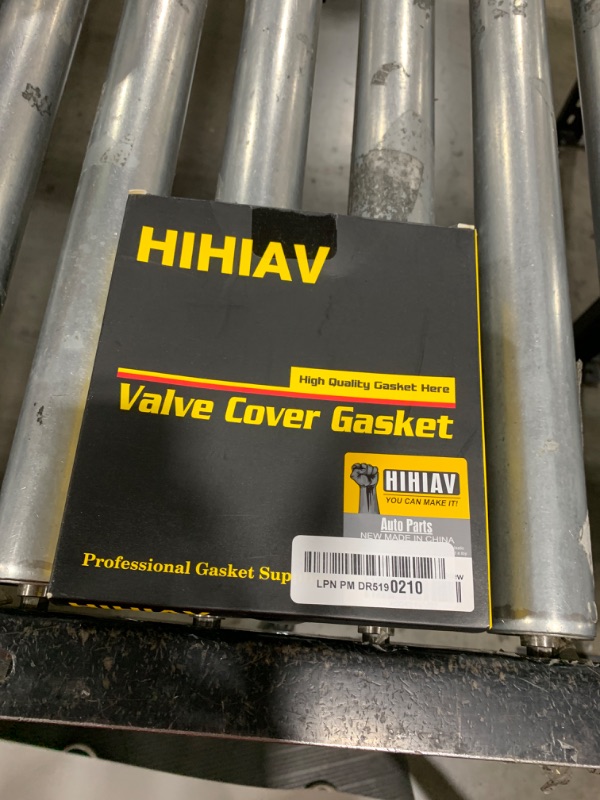 HIHIAV
High Quality Gasket Here
Valve Cover Gasket
HIHIAV
YOU CAN MAKE IT!
Auto Parts
NEW MADE IN CHINA
Professional Gasket Sup
LPN PM DR5190210
HIHIAV